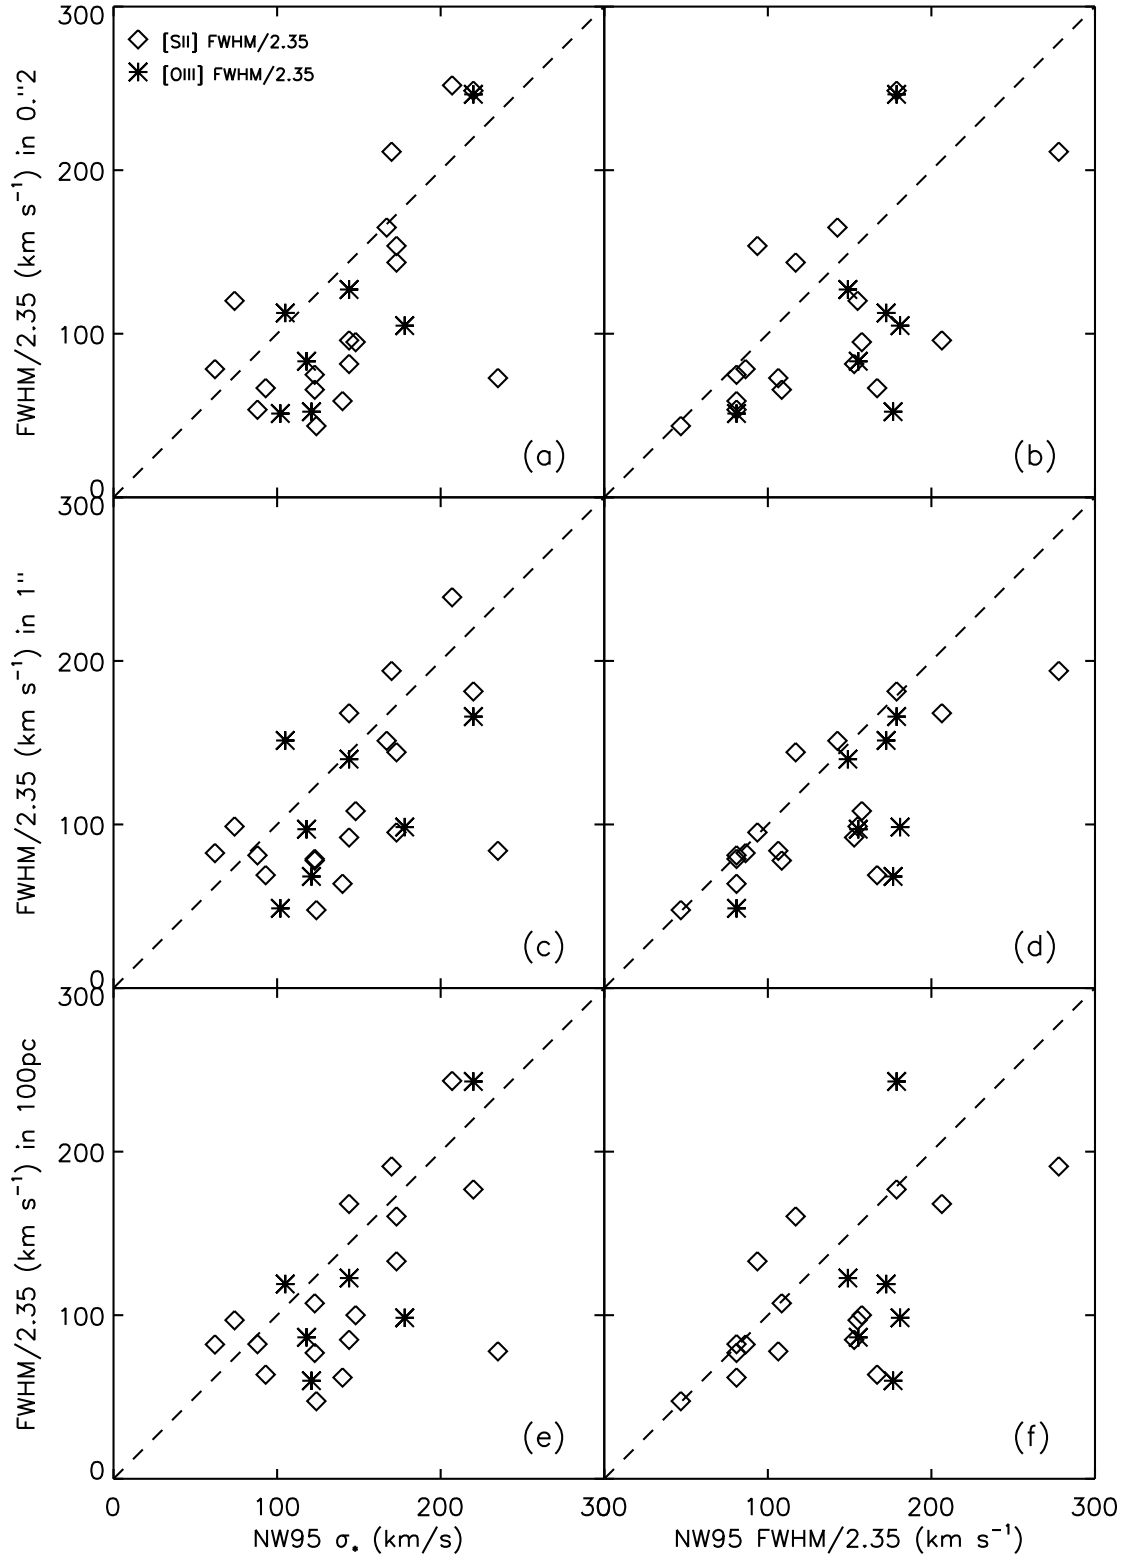 300
◇ [SII] FWHM/2.35
✳ [OIII] FWHM/2.35
FWHM/2.35 (km s⁻¹) in 0."2
200
100
0
(a)
(b)
300
FWHM/2.35 (km s⁻¹) in 1"
200
100
0
(c)
(d)
300
FWHM/2.35 (km s⁻¹) in 100pc
200
100
0
(e)
(f)
0 100 200 300 100 200 300
NW95 σ* (km/s)
NW95 FWHM/2.35 (km s⁻¹)